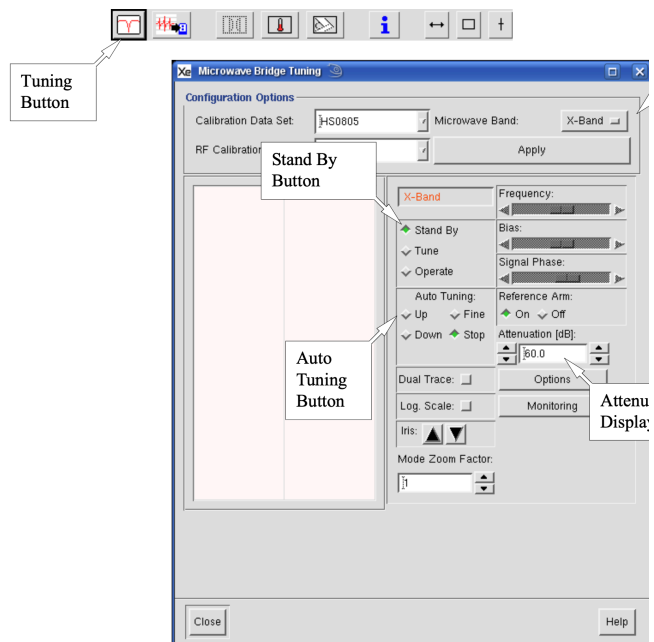 i
Tuning
Button
Xe Microwave Bridge Tuning
Configuration Options
Calibration Data Set:
HS0805
Microwave Band:
X-Band
RF Calibration
Apply
Stand By
Button
X-Band
Frequency:
Stand By
Bias:
Tune
Signal Phase:
Operate
Auto Tuning:
Reference Arm:
Up
Fine
On
Off
Down
Stop
Attenuation [dB]:
60.0
Auto
Tuning
Button
Dual Trace:
Options
Log. Scale:
Monitoring
Attenu
Display
Iris:
Mode Zoom Factor:
1
Close
Help